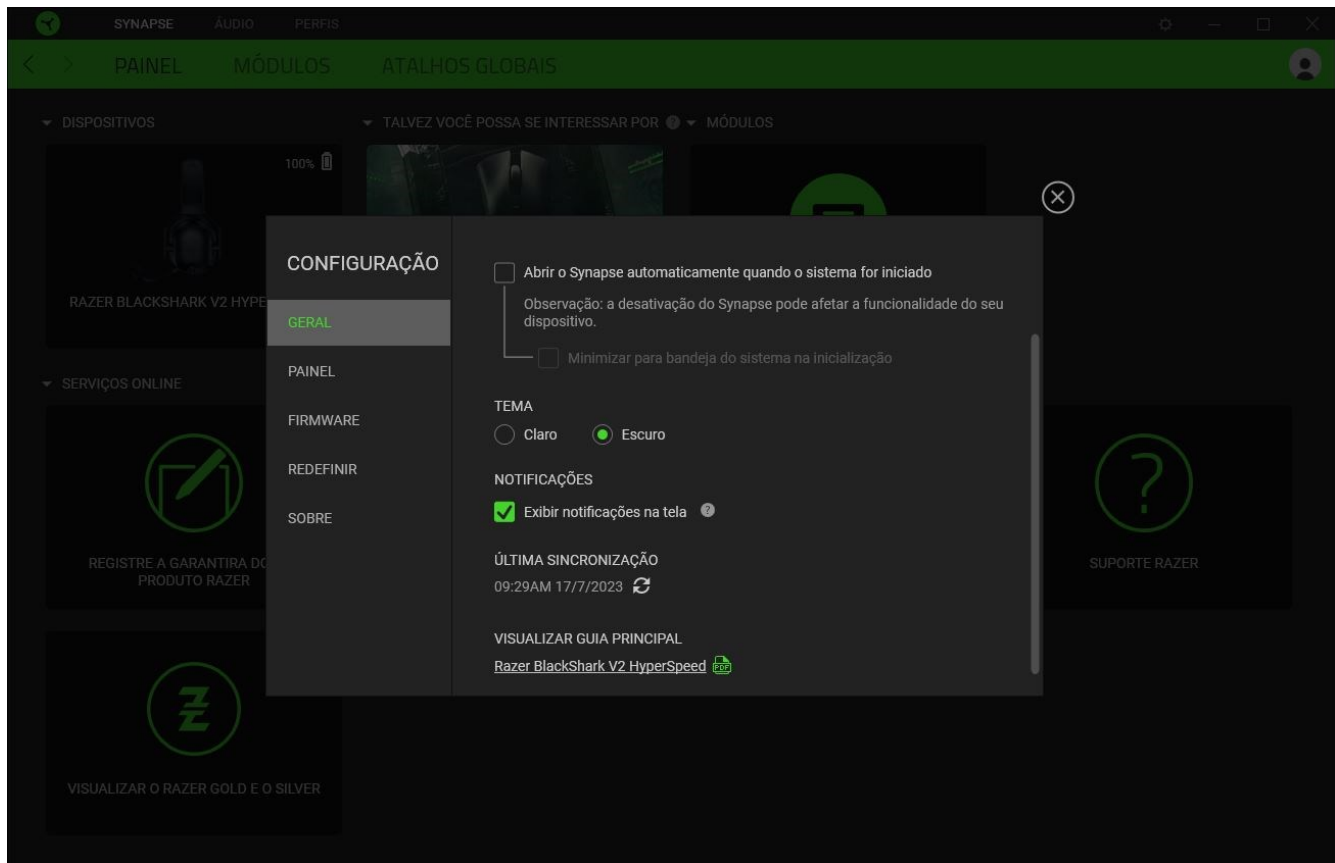 SYNAPSE ÁUDIO PERFIS
PAINEL MÓDULOS ATALHOS GLOBAIS
DISPOSITIVOS
TALVEZ VOCÊ POSSA SE INTERESSAR POR
MÓDULOS
100%
RAZER BLACKSHARK V2 HYPE
SERVIÇOS ONLINE
REGISTRE A GARANTIRA DO
PRODUTO RAZER
VISUALIZAR O RAZER GOLD E O SILVER
SUPORTE RAZER
CONFIGURAÇÃO
GERAL
PAINEL
FIRMWARE
REDEFINIR
SOBRE
Abrir o Synapse automaticamente quando o sistema for iniciado
Observação: a desativação do Synapse pode afetar a funcionalidade do seu
dispositivo.
Minimizar para bandeja do sistema na inicialização
TEMA
Claro Escuro
NOTIFICAÇÕES
Exibir notificações na tela
ÚLTIMA SINCRONIZAÇÃO
09:29AM 17/7/2023
VISUALIZAR GUIA PRINCIPAL
Razer BlackShark V2 HyperSpeed PDF